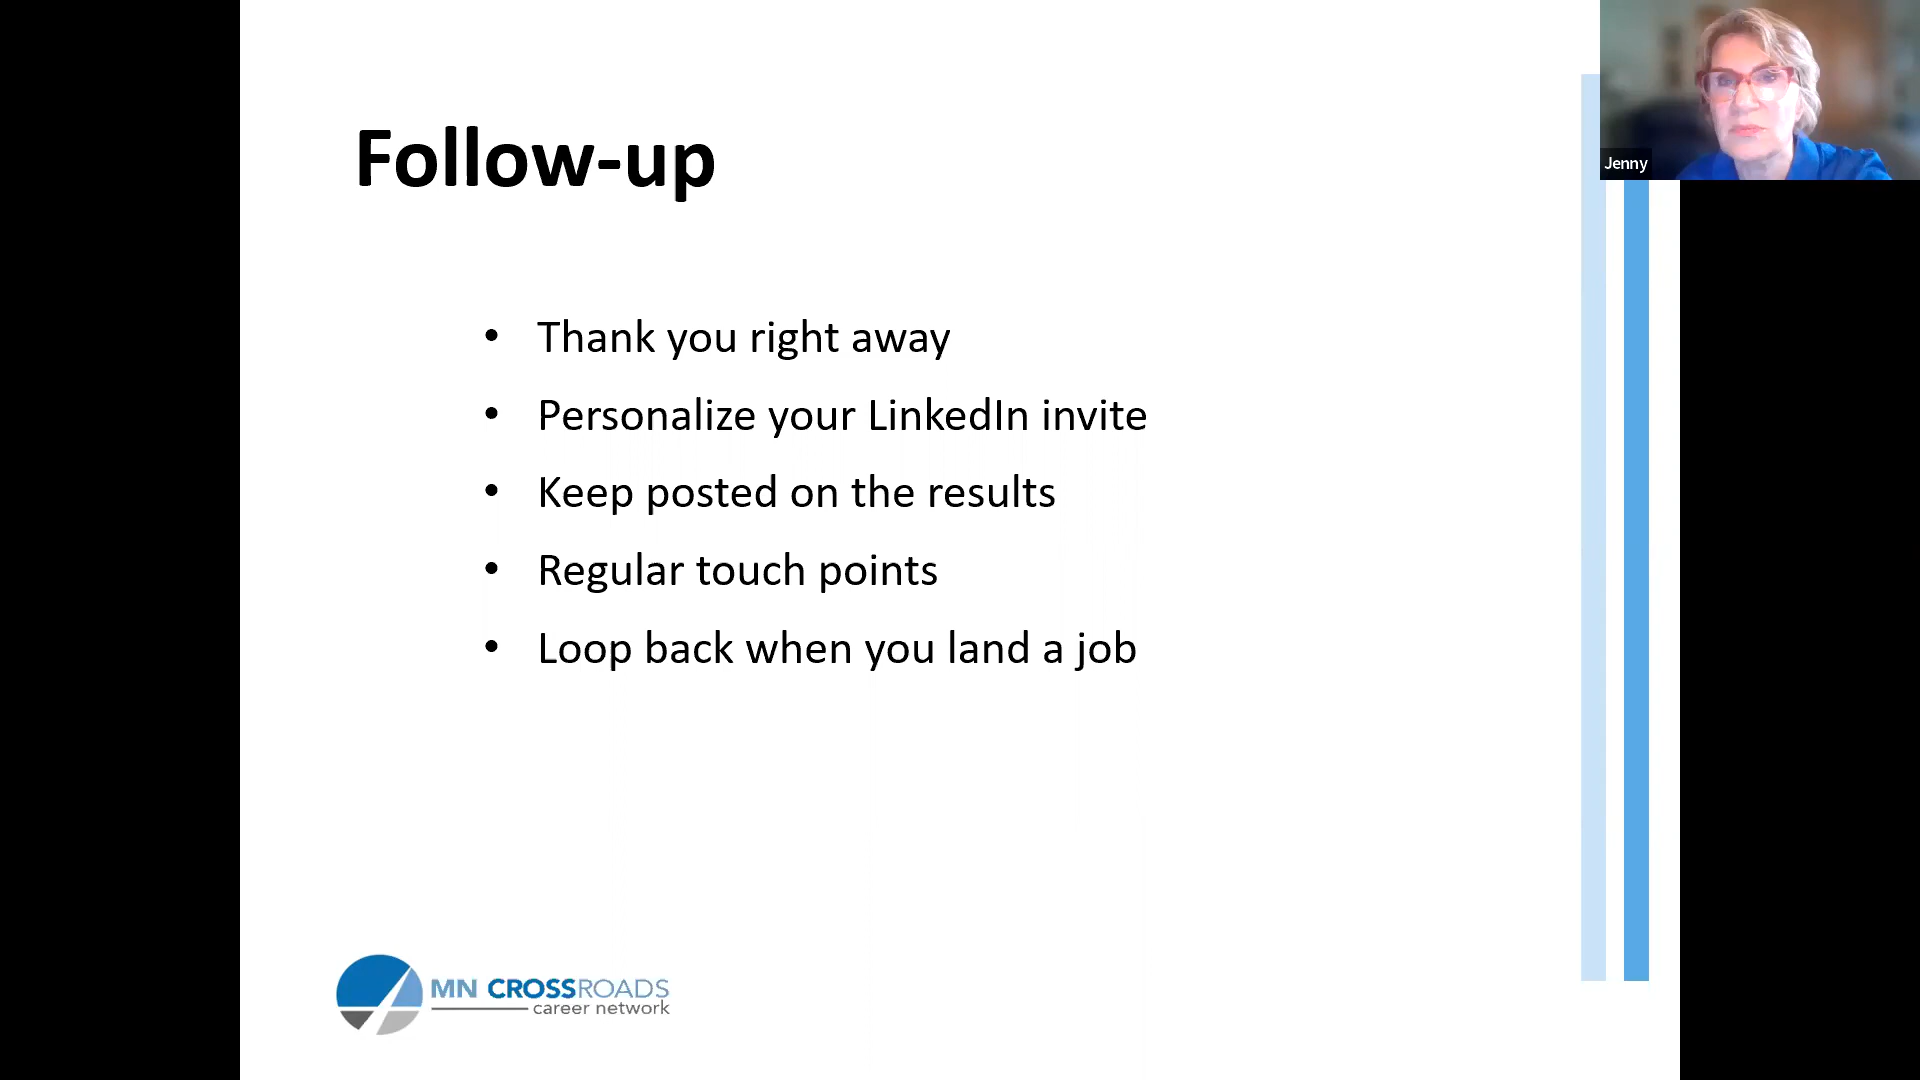 Follow-up
• Thank you right away
• Personalize your LinkedIn invite
• Keep posted on the results
• Regular touch points
• Loop back when you land a job
MN CROSSROADS
career network
Jenny